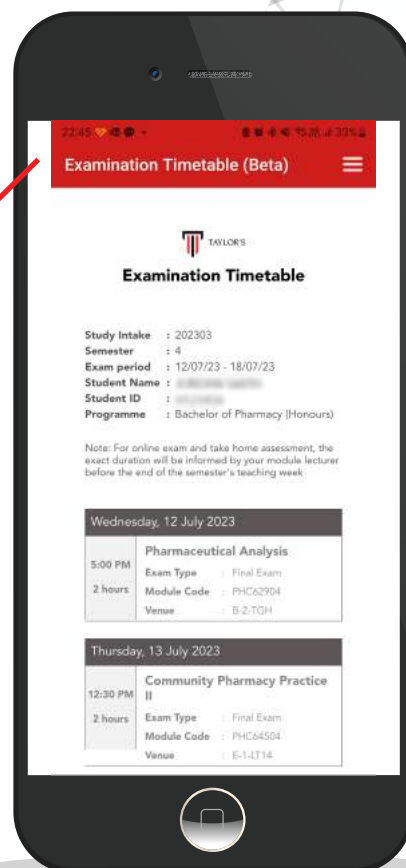 22:45
33%
Examination Timetable (Beta)
TAYLOR'S
Examination Timetable
Study Intake : 202303
Semester : 4
Exam period : 12/07/23 - 18/07/23
Student Name :
Student ID :
Programme : Bachelor of Pharmacy (Honours)
Note: For online exam and take home assessment, the
exact duration will be informed by your module lecturer
before the end of the semester's teaching week
Wednesday, 12 July 2023
5:00 PM
2 hours
Pharmaceutical Analysis
Exam Type : Final Exam
Module Code : PHC62904
Venue : B-2-TGH
Thursday, 13 July 2023
12:30 PM
2 hours
Community Pharmacy Practice
II
Exam Type : Final Exam
Module Code : PHC64504
Venue : E-1-LT14